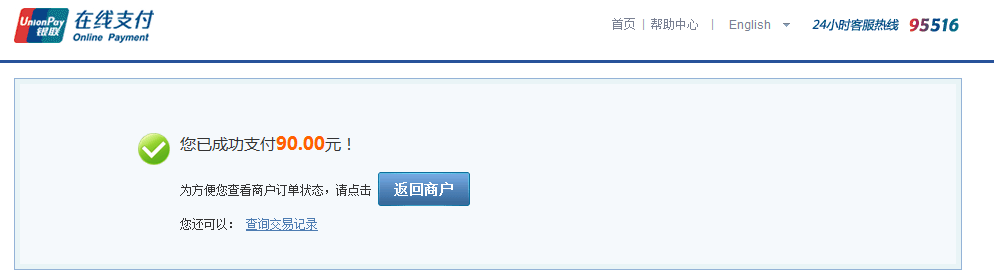 UnionPay 银联 在线支付
Online Payment
首页 | 帮助中心 | English 24小时客服热线 95516
您已成功支付90.00元！
为方便您查看商户订单状态，请点击 返回商户
您还可以： 查询交易记录